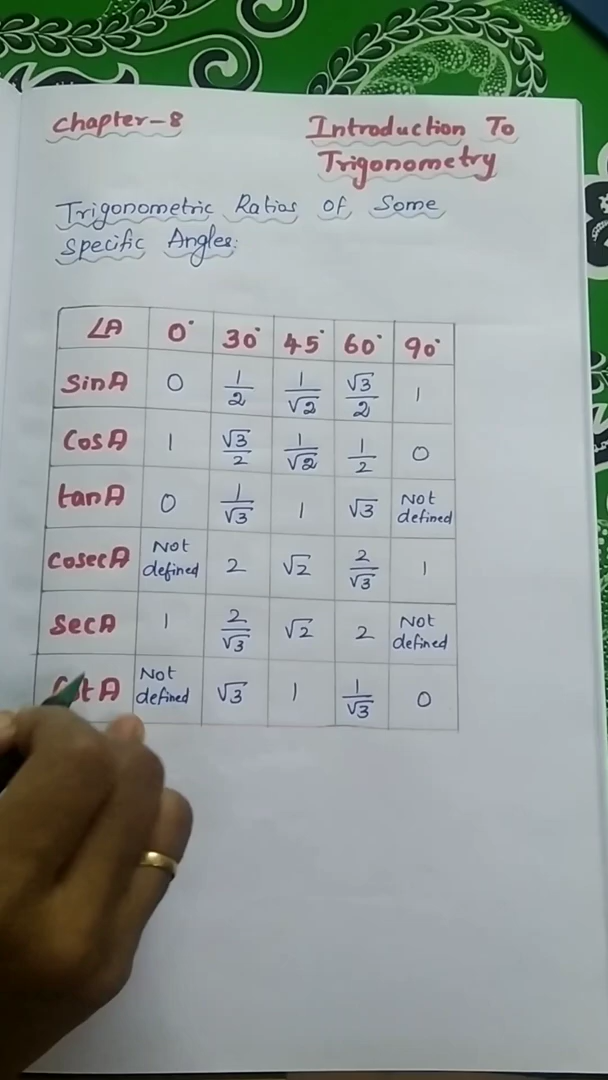 Chapter-8
Introduction To
Trigonometry
Trigonometric Ratios of Some
Specific Angles:
∠A 0° 30° 45° 60° 90°
SinA 0 1/2 1/√2 √3/2 1
CosA 1 √3/2 1/√2 1/2 0
tanA 0 1/√3 1 √3 Not defined
CosecA Not defined 2 √2 2/√3 1
SecA 1 2/√3 √2 2 Not defined
CotA Not defined √3 1 1/√3 0